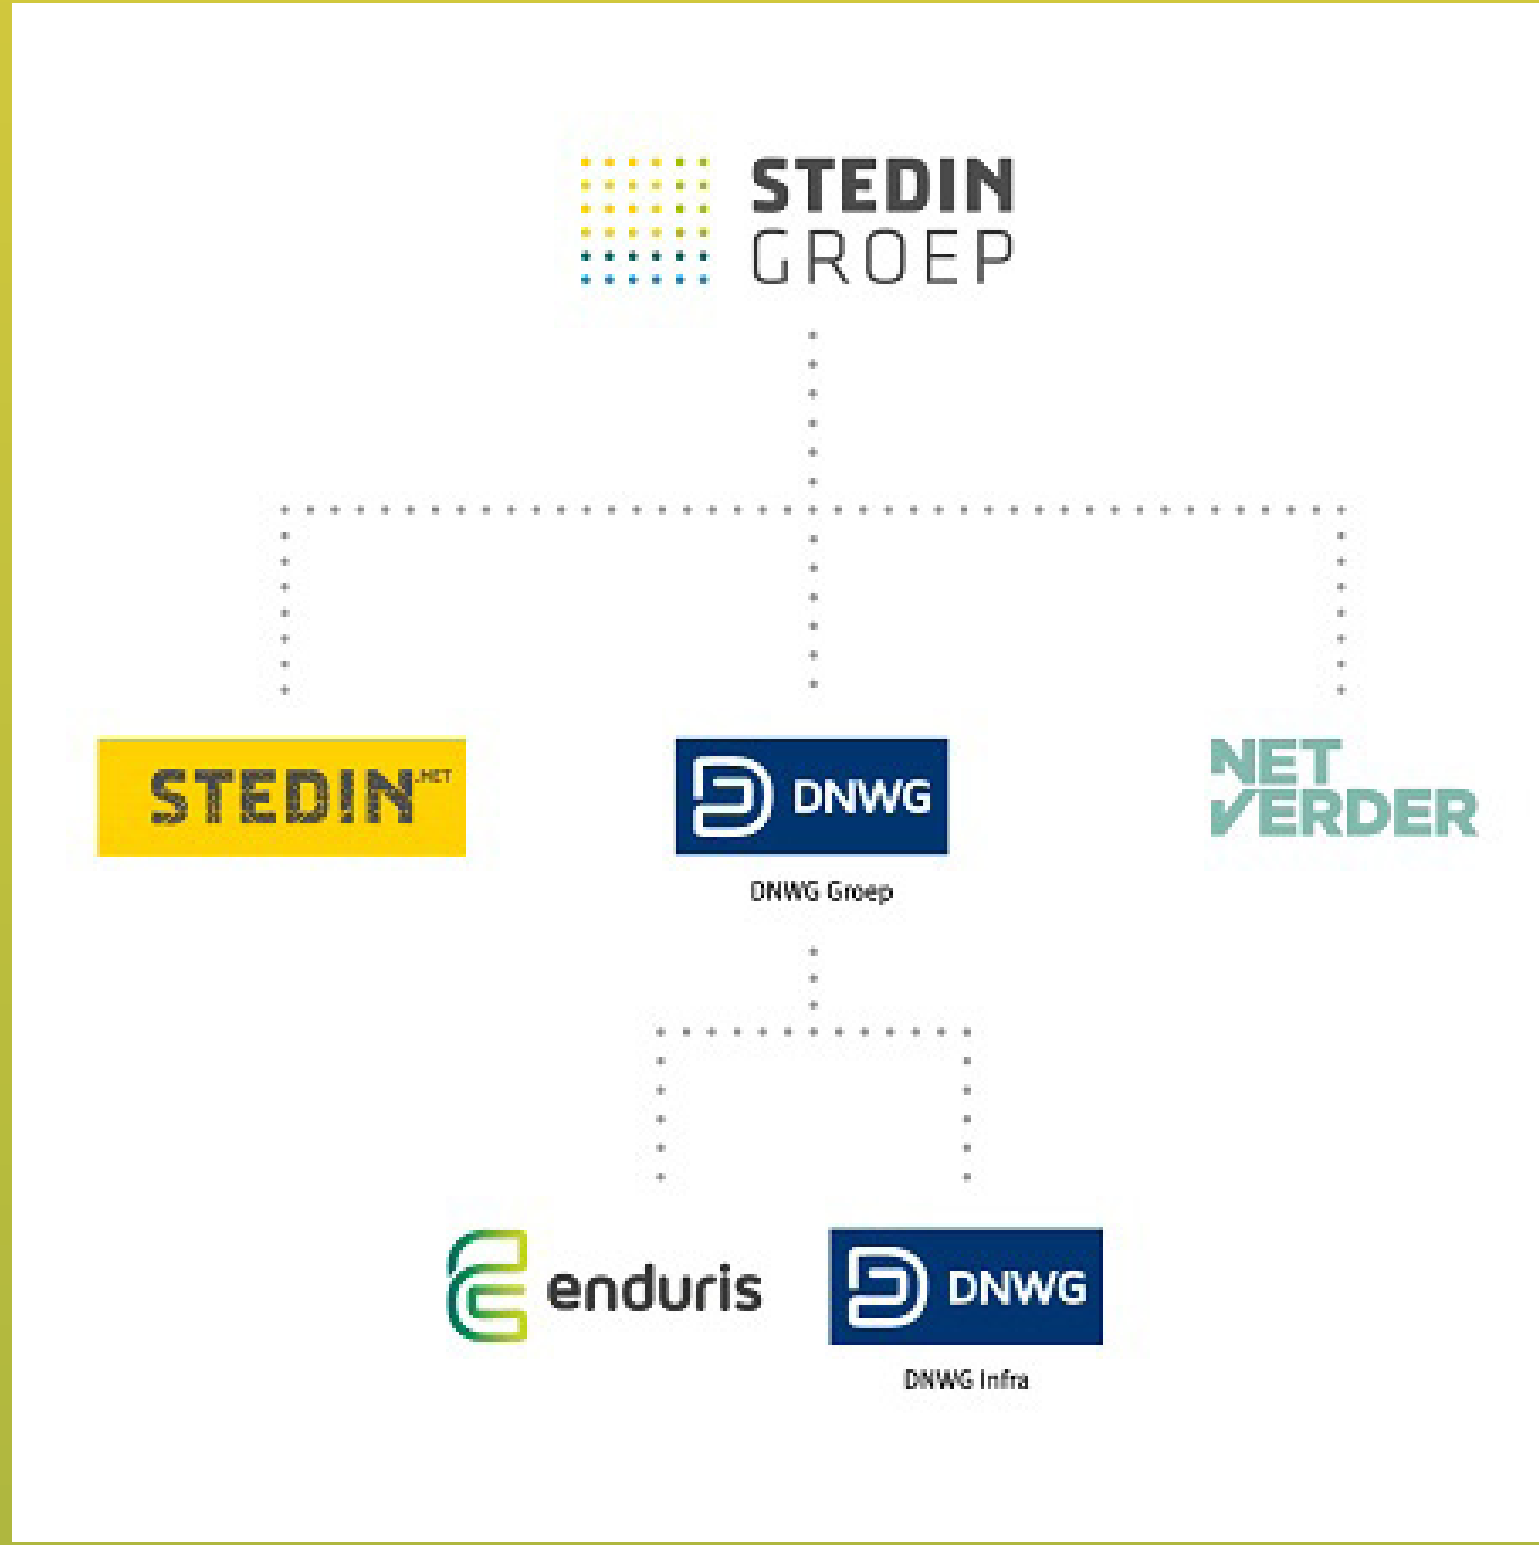 STEDIN
GROEP
STEDIN.NET
DNWG
DNWG Groep
NET
VERDER
enduris
DNWG
DNWG Infra